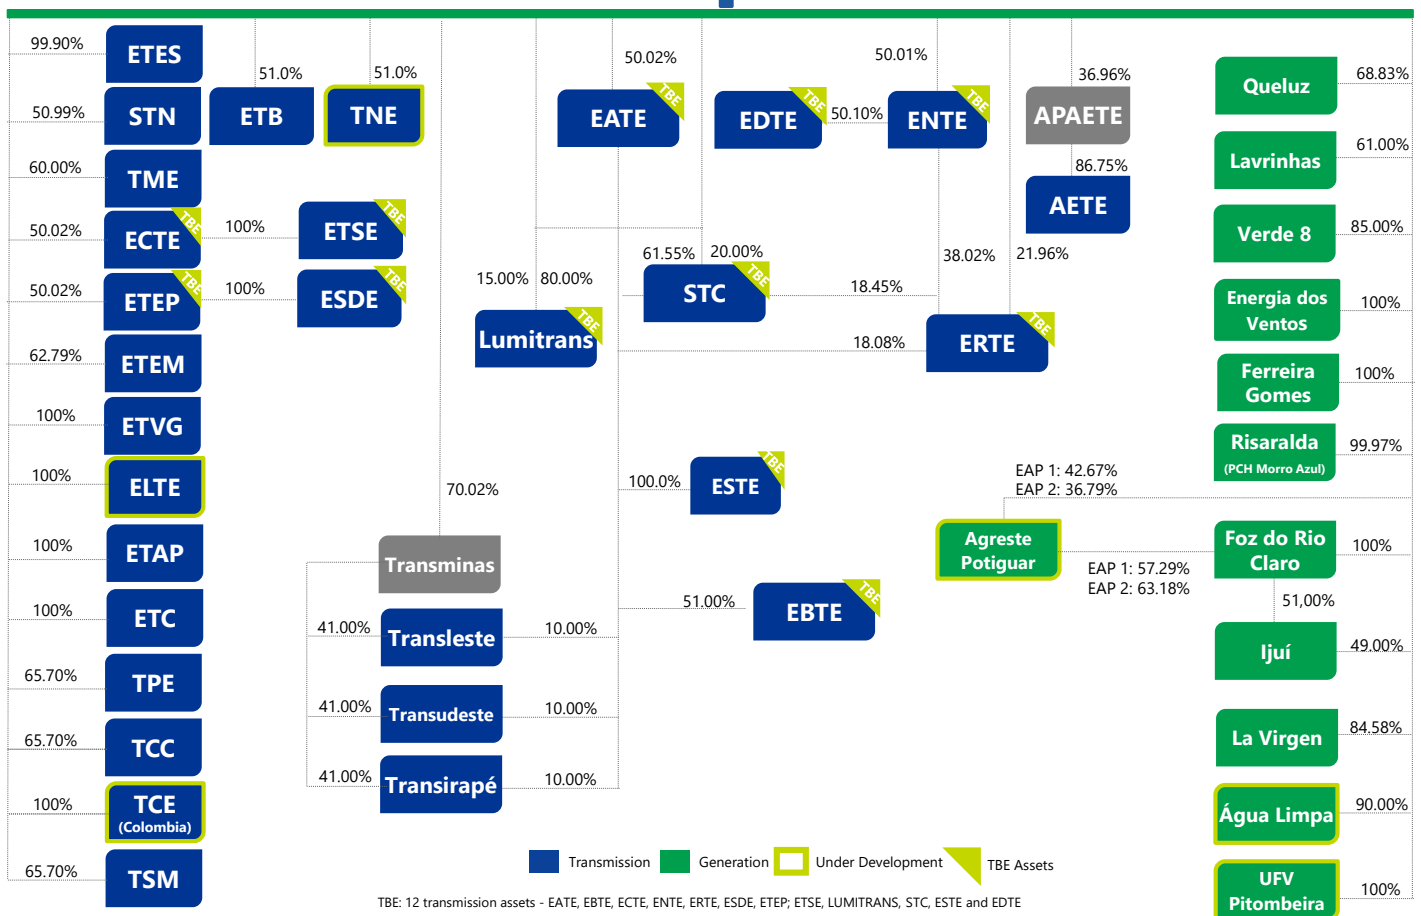 99.90%
ETES
51.0%
51.0%
50.02%
50.01%
36.96%
Queluz
68.83%
50.99%
STN
ETB
TNE
EATE
TBE
EDTE
TBE
50.10%
ENTE
TBE
APAETE
60.00%
TME
86.75%
AETE
Lavrinhas
61.00%
50.02%
ECTE
TBE
100%
ETSE
TBE
Verde 8
85.00%
50.02%
ETEP
TBE
100%
ESDE
TBE
15.00%
80.00%
61.55%
20.00%
STC
TBE
18.45%
38.02%
21.96%
Energia dos
Ventos
100%
62.79%
ETEM
Lumitrans
TBE
18.08%
ERTE
TBE
Ferreira
Gomes
100%
100%
ETVG
Risaralda
(PCH Morro Azul)
99.97%
100%
ELTE
70.02%
100.0%
ESTE
TBE
EAP 1: 42.67%
EAP 2: 36.79%
100%
ETAP
Transminas
Agreste
Potiguar
EAP 1: 57.29%
EAP 2: 63.18%
Foz do Rio
Claro
100%
51,00%
100%
ETC
41.00%
Transleste
10.00%
51.00%
EBTE
TBE
Ijuí
49.00%
65.70%
TPE
41.00%
Transudeste
10.00%
65.70%
TCC
La Virgen
84.58%
41.00%
Transirapé
10.00%
100%
TCE
(Colombia)
Água Limpa
90.00%
65.70%
TSM
Transmission
Generation
Under Development
TBE Assets
UFV
Pitombeira
100%
TBE: 12 transmission assets - EATE, EBTE, ECTE, ENTE, ERTE, ESDE, ETEP; ETSE, LUMITRANS, STC, ESTE and EDTE